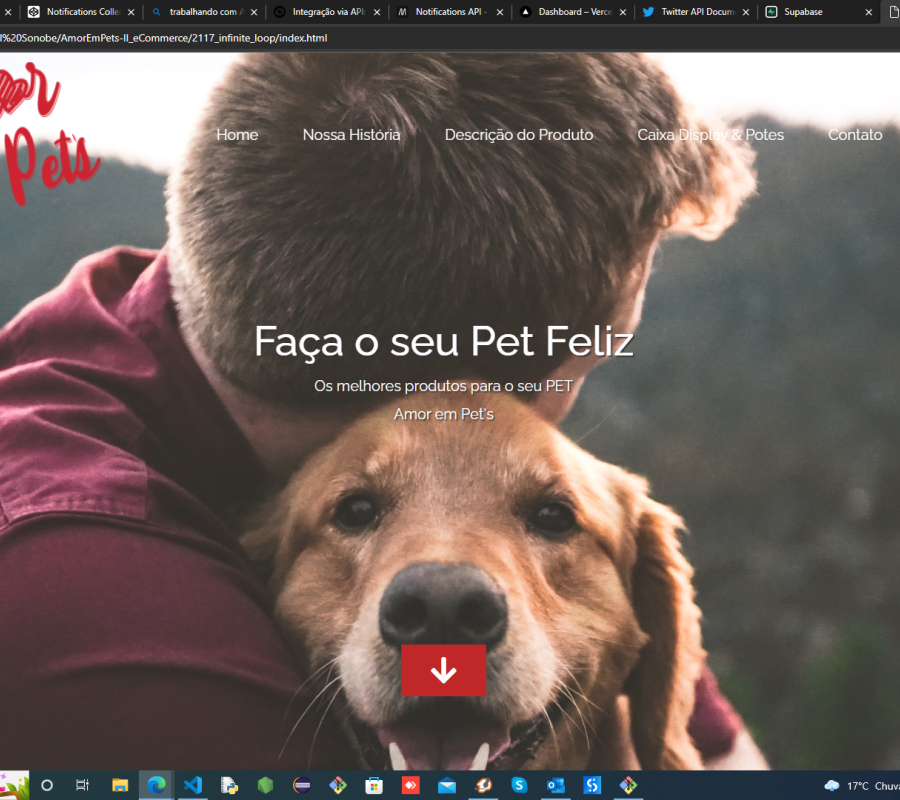 Notifications Colle
trabalhando com
Integração via API
Notifications API -
Dashboard – Verce
Twitter API Docum
Supabase
l%20Sonobe/AmorEmPets-II_eCommerce/2117_infinite_loop/index.html
Pet's
Home
Nossa História
Descrição do Produto
Caixa Display & Potes
Contato
Faça o seu Pet Feliz
Os melhores produtos para o seu PET
Amor em Pet's
17°C Chuva